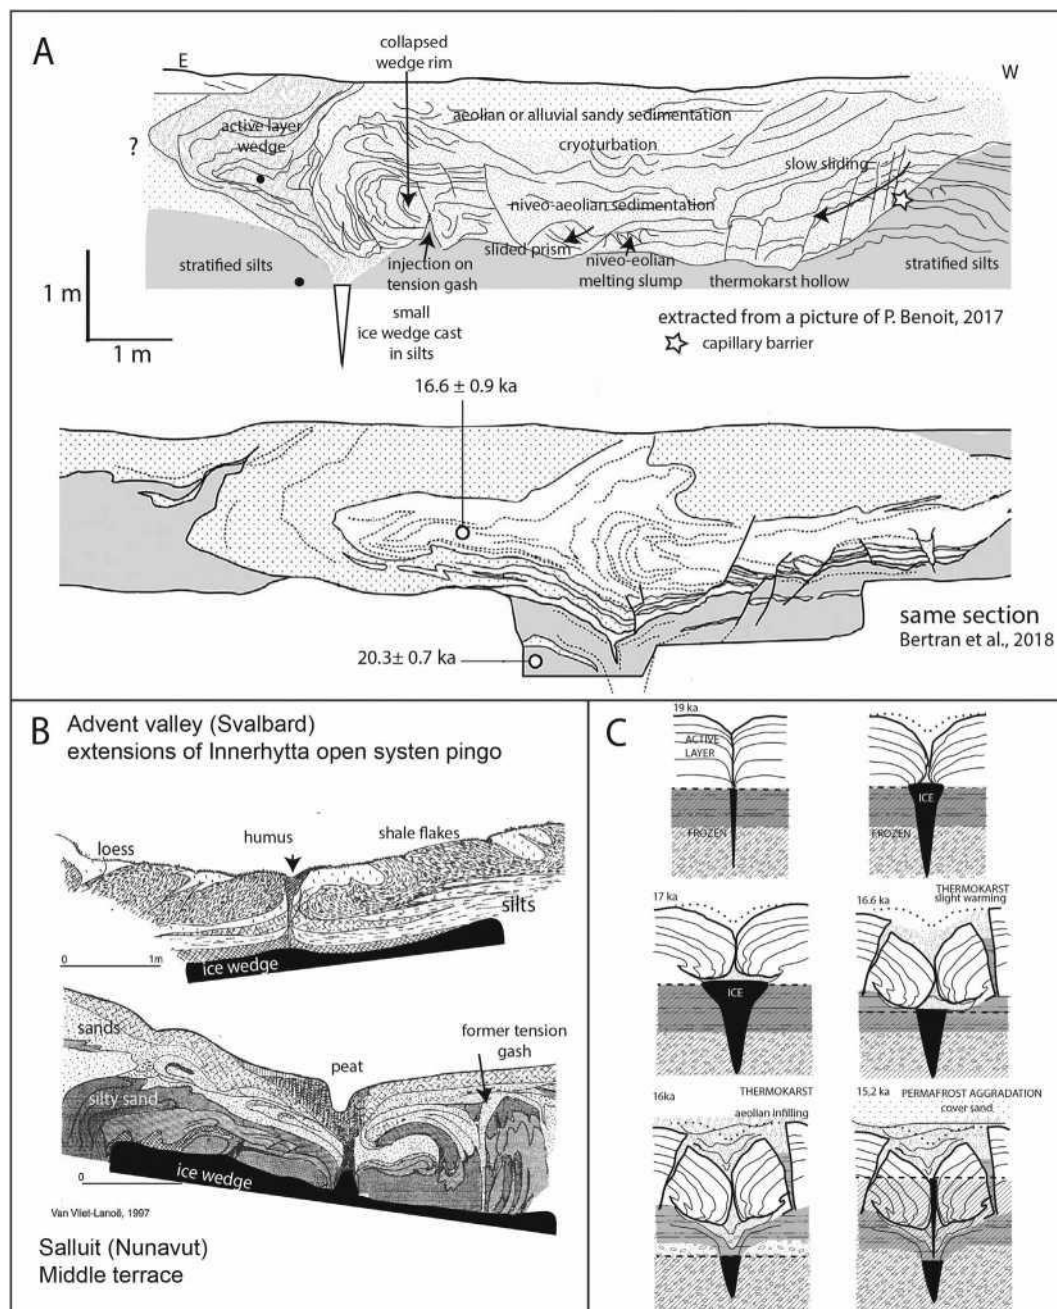 A
E
collapsed
wedge rim
W
active layer
wedge
?
aeolian or alluvial sandy sedimentation
cryoturbation
slow sliding
niveo-aeolian sedimentation
slided prism
niveo-eolian
melting slump
thermokarst hollow
stratified silts
stratified silts
injection on
tension gash
1 m
1 m
small
ice wedge cast
in silts
extracted from a picture of P. Benoit, 2017
capillary barrier
16.6 ± 0.9 ka
20.3± 0.7 ka
same section
Bertran et al., 2018
B
Advent valley (Svalbard)
extensions of Innerhytta open systen pingo
loess
humus
shale flakes
silts
ice wedge
0
1m
sands
silty sand
peat
former tension
gash
ice wedge
0
Van Vliet-Lanoë, 1997
Salluit (Nunavut)
Middle terrace
C
19 ka
ACTIVE
LAYER
FROZEN
ICE
FROZEN
17 ka
ICE
16.6 ka
THERMOKARST
slight warming
16ka
THERMOKARST
aeolian infilling
15,2 ka
PERMAFROST AGGRADATION
cover sand